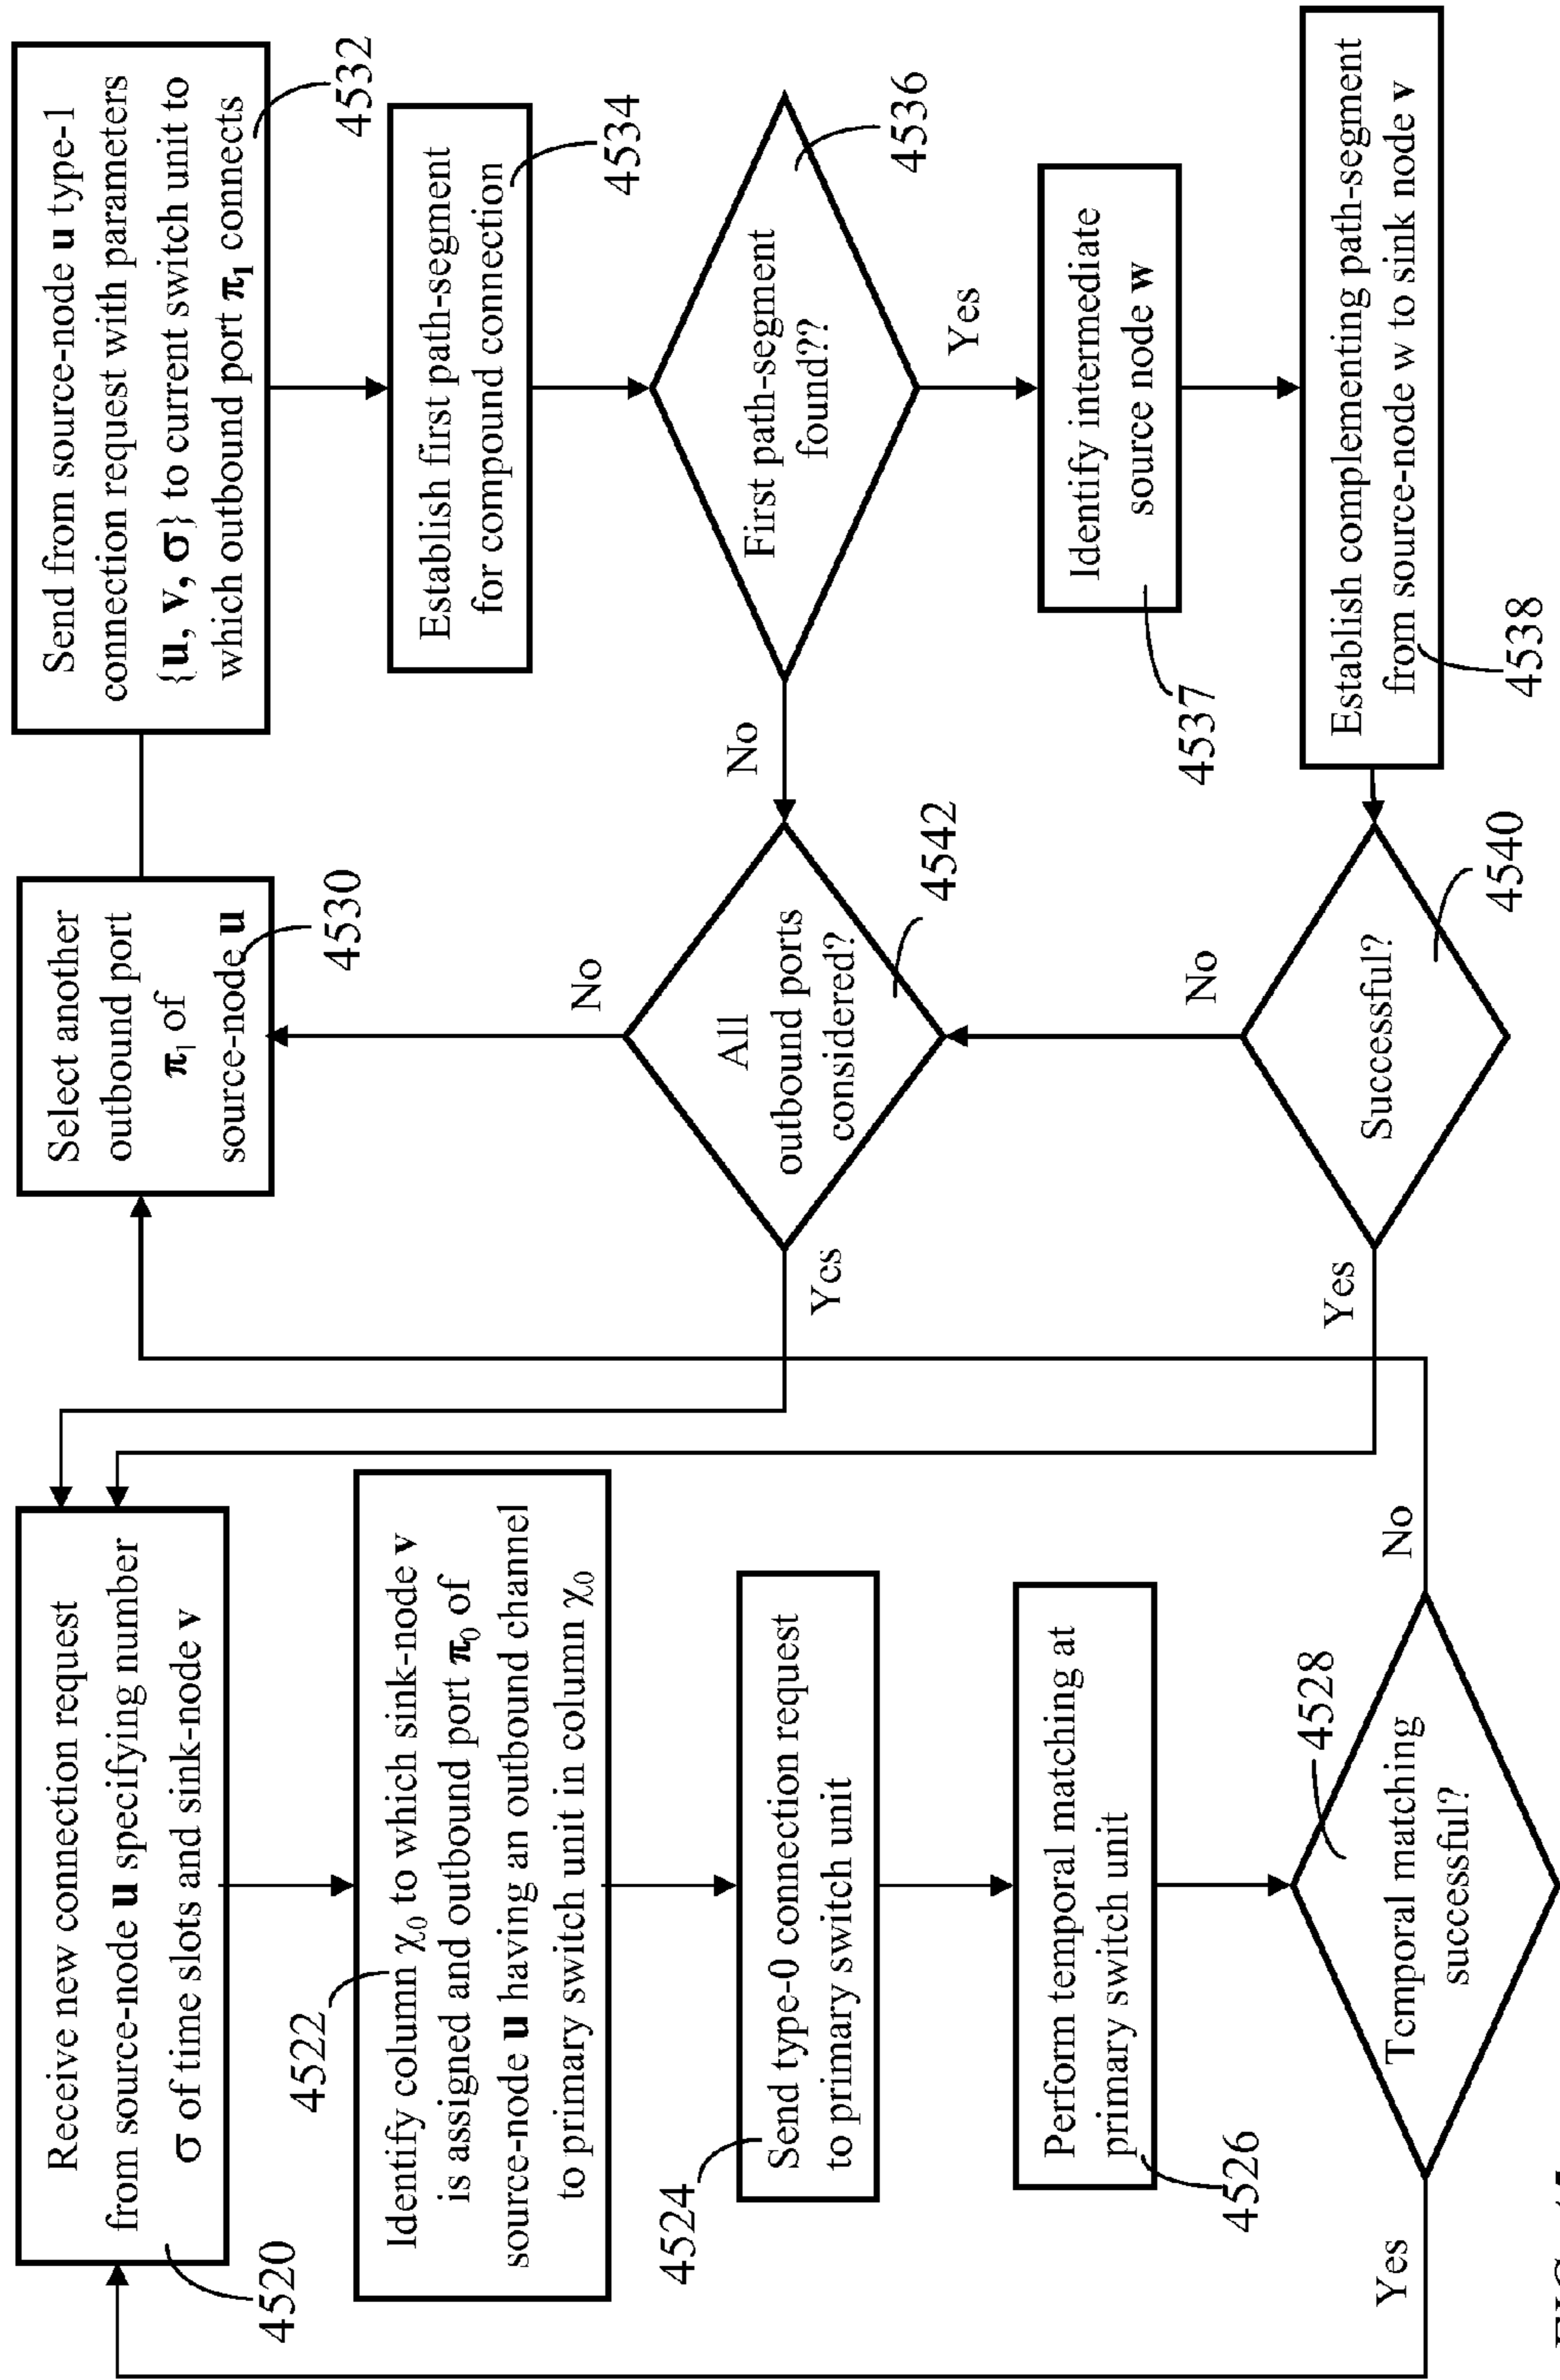 Receive new connection request
from source-node u specifying number
σ of time slots and sink-node v
4520
4522
Identify column χ₀ to which sink-node v
is assigned and outbound port π₀ of
source-node u having an outbound channel
to primary switch unit in column χ₀
4524
Send type-0 connection request
to primary switch unit
Perform temporal matching at
primary switch unit
4526
4528
Temporal matching
successful?
Yes
No
Select another
outbound port
π₁ of
source-node u
4530
No
All
outbound ports
considered?
4542
Yes
No
Successful?
4540
Yes
Send from source-node u type-1
connection request with parameters
{u, v, σ} to current switch unit to
which outbound port π₁ connects
4532
Establish first path-segment
for compound connection
4534
First path-segment
found??
4536
No
Yes
Identify intermediate
source node w
4537
Establish complementing path-segment
from source-node w to sink node v
4538